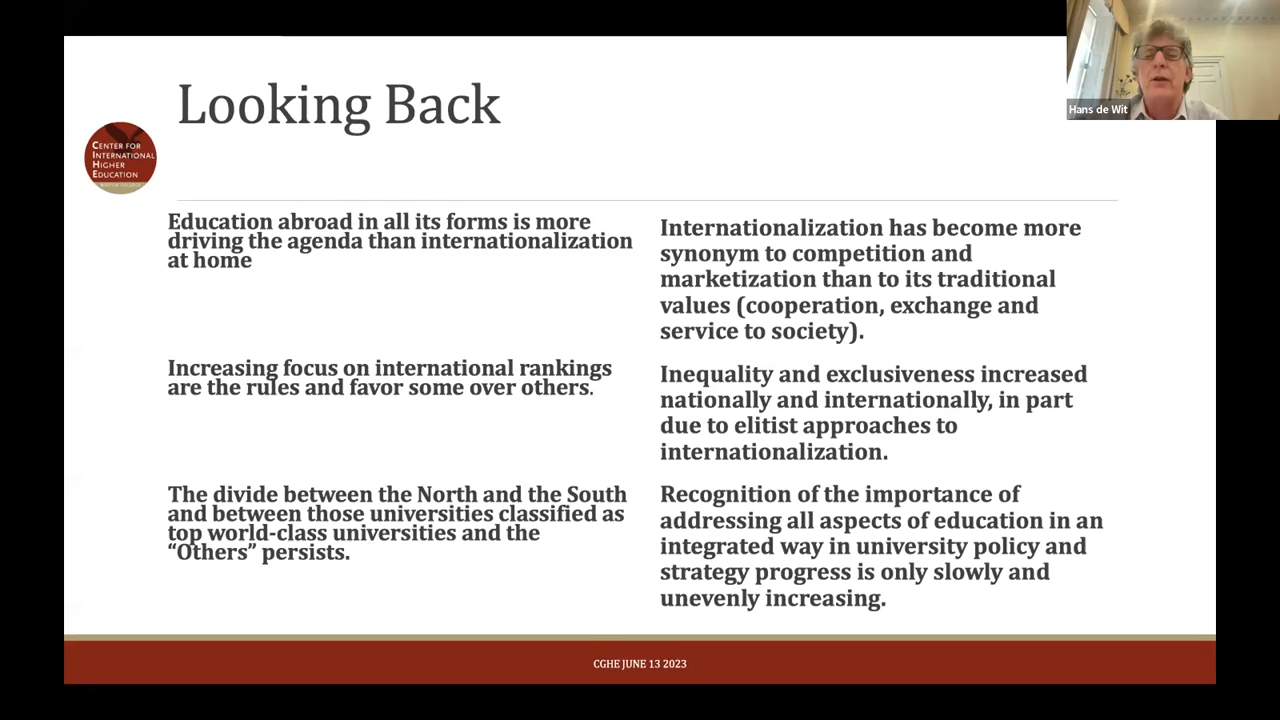 Hans de Wit
Looking Back
CENTER FOR
INTERNATIONAL
HIGHER
EDUCATION
Education abroad in all its forms is more
driving the agenda than internationalization
at home
Increasing focus on international rankings
are the rules and favor some over others.
The divide between the North and the South
and between those universities classified as
top world-class universities and the
“Others” persists.
Internationalization has become more
synonym to competition and
marketization than to its traditional
values (cooperation, exchange and
service to society).
Inequality and exclusiveness increased
nationally and internationally, in part
due to elitist approaches to
internationalization.
Recognition of the importance of
addressing all aspects of education in an
integrated way in university policy and
strategy progress is only slowly and
unevenly increasing.
CGHE JUNE 13 2023